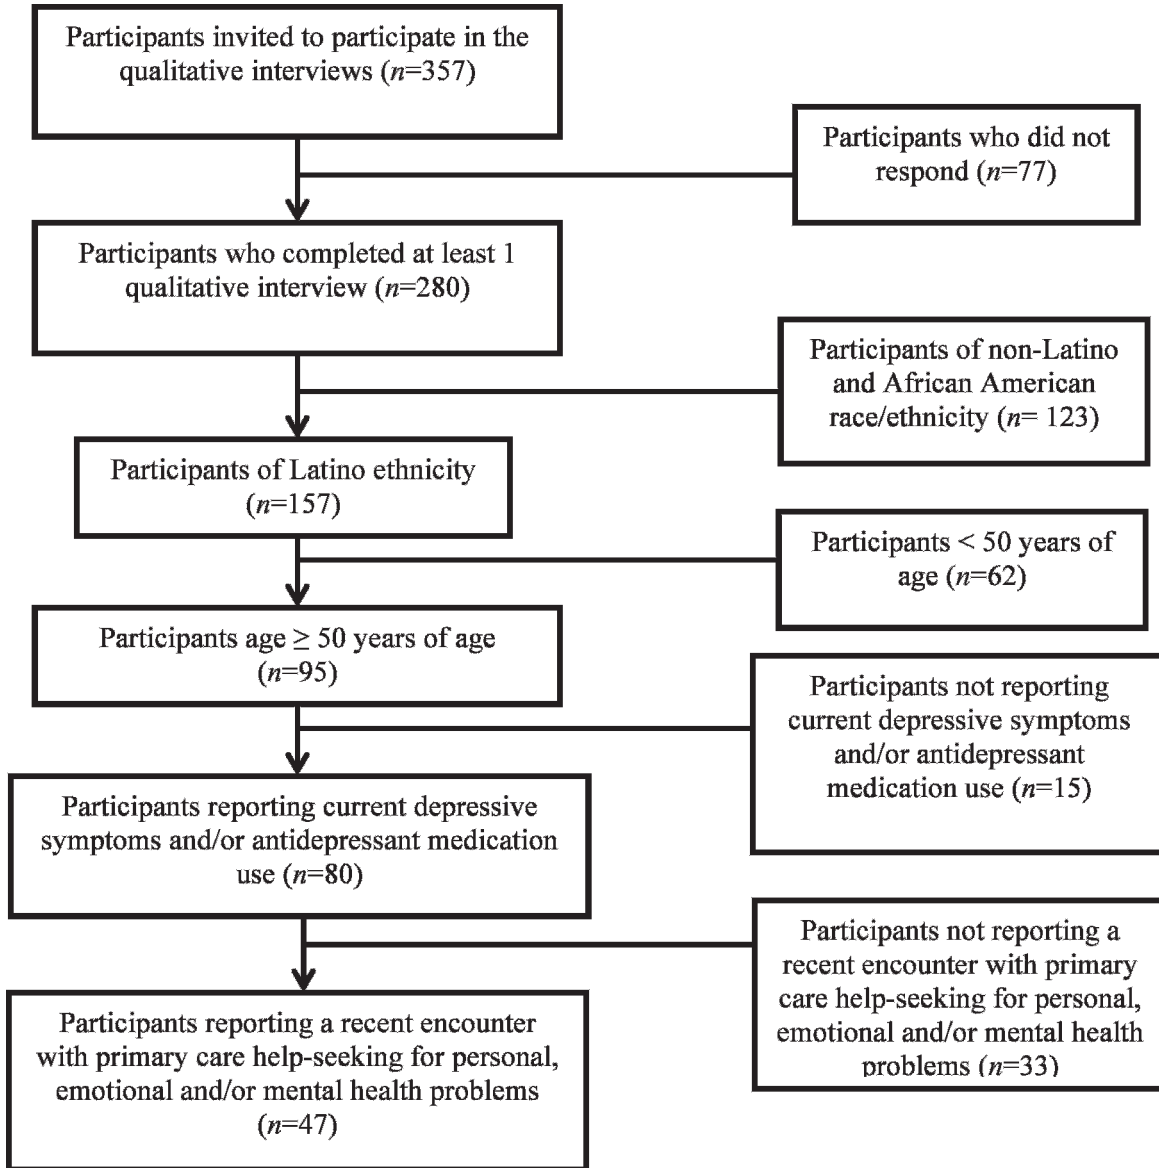 Participants invited to participate in the
qualitative interviews (n=357)
Participants who did not
respond (n=77)
Participants who completed at least 1
qualitative interview (n=280)
Participants of non-Latino
and African American
race/ethnicity (n= 123)
Participants of Latino ethnicity
(n=157)
Participants < 50 years of
age (n=62)
Participants age ≥ 50 years of age
(n=95)
Participants not reporting
current depressive symptoms
and/or antidepressant
medication use (n=15)
Participants reporting current depressive
symptoms and/or antidepressant medication
use (n=80)
Participants not reporting a
recent encounter with primary
care help-seeking for personal,
emotional and/or mental health
problems (n=33)
Participants reporting a recent encounter
with primary care help-seeking for personal,
emotional and/or mental health problems
(n=47)